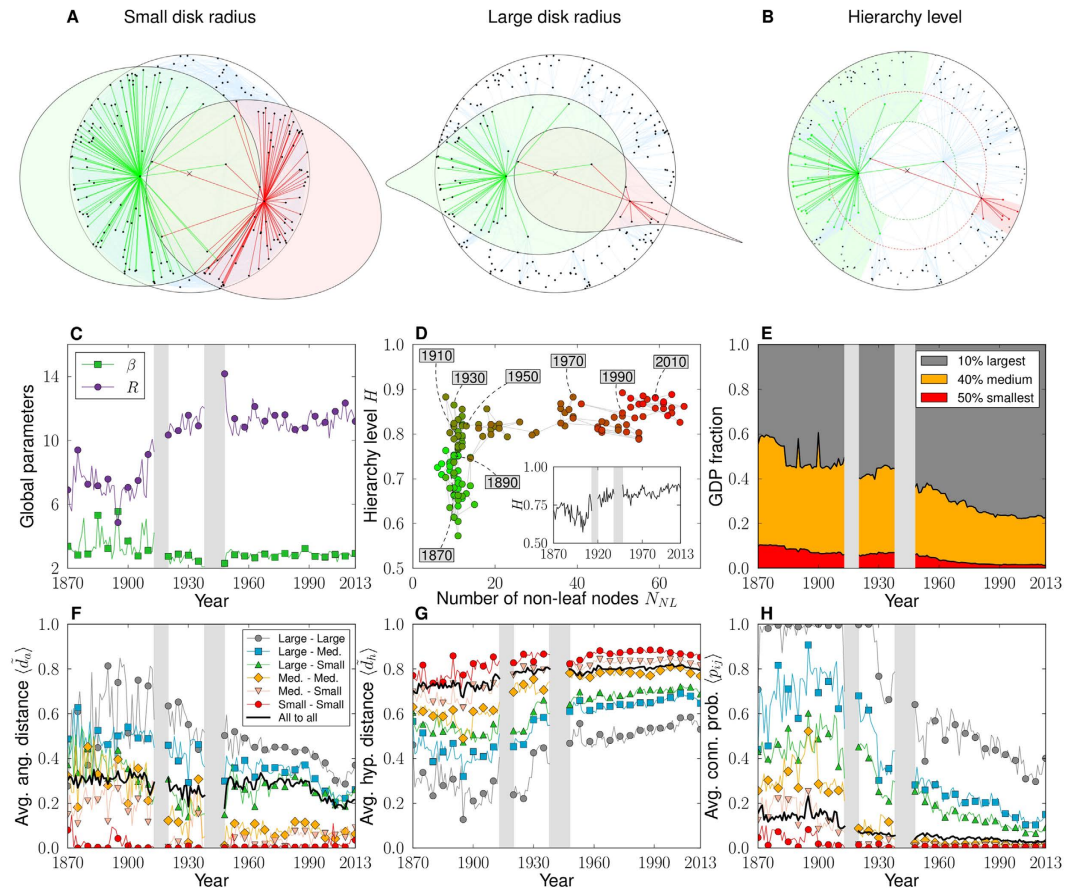 A Small disk radius Large disk radius B Hierarchy level
C
16
14
10
6
2
Global parameters
β
R
1870 1900 1930 1960 1990 2013
Year
D
1.0
0.9
0.8
0.7
0.6
0.5
Hierarchy level H
1910
1930
1950
1970
1990
2010
1890
1870
1.00
0.75
0.50
H
1870 1920 1970 2013
0 10 20 30 40 50 60
Number of non-leaf nodes N_NL
E
1.0
0.8
0.6
0.4
0.2
0.0
GDP fraction
10% largest
40% medium
50% smallest
1870 1900 1930 1960 1990 2013
Year
F
1.0
0.8
0.6
0.4
0.2
0.0
Avg. ang. distance ⟨d̃_a⟩
Large - Large
Large - Med.
Large - Small
Med. - Med.
Med. - Small
Small - Small
All to all
1870 1900 1930 1960 1990 2013
Year
G
1.0
0.8
0.6
0.4
0.2
0.0
Avg. hyp. distance ⟨d̃_h⟩
1870 1900 1930 1960 1990 2013
Year
H
1.0
0.8
0.6
0.4
0.2
0.0
Avg. conn. prob. ⟨p_ij⟩
1870 1900 1930 1960 1990 2013
Year